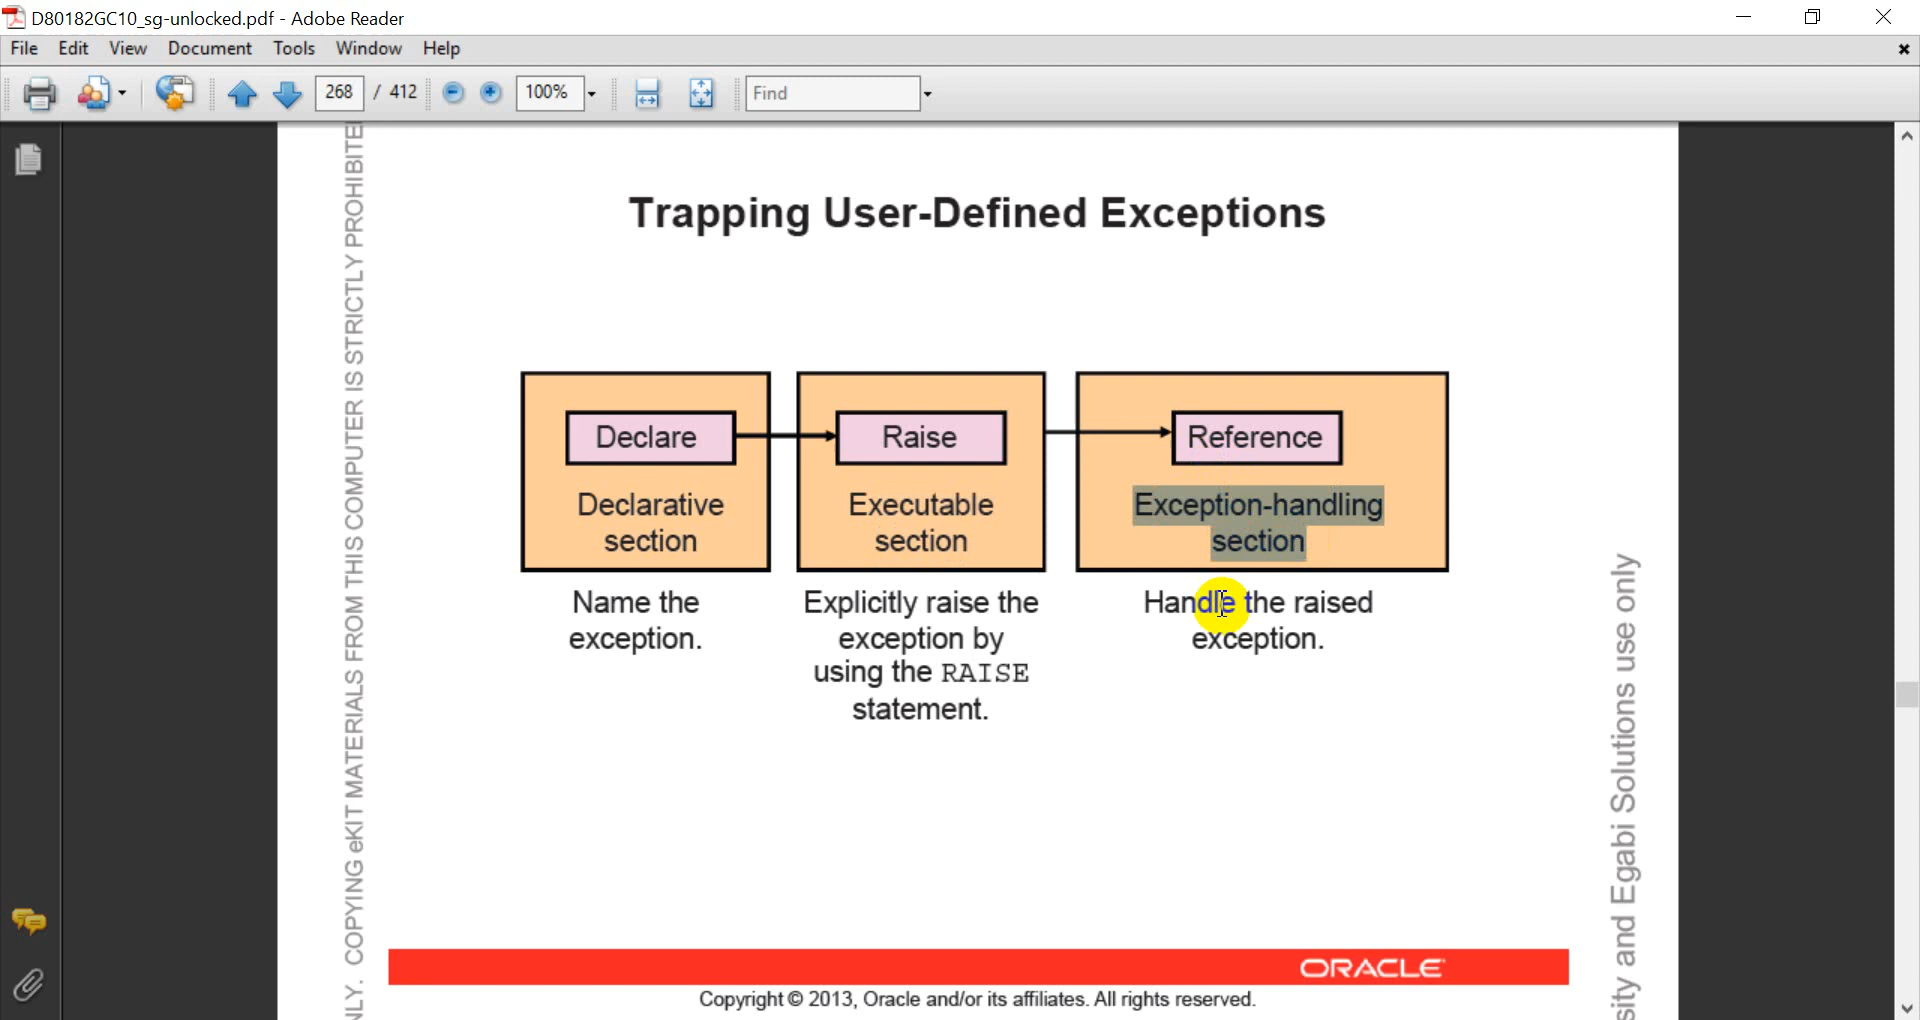 D80182GC10_sg-unlocked.pdf - Adobe Reader
File Edit View Document Tools Window Help
268 / 412 100% Find
NLY. COPYING eKIT MATERIALS FROM THIS COMPUTER IS STRICTLY PROHIBITE
Trapping User-Defined Exceptions
Declare Raise Reference
Declarative Executable Exception-handling
section section section
Name the Explicitly raise the Handle the raised
exception. exception by exception.
using the RAISE
statement.
sity and Egabi Solutions use only
ORACLE
Copyright © 2013, Oracle and/or its affiliates. All rights reserved.